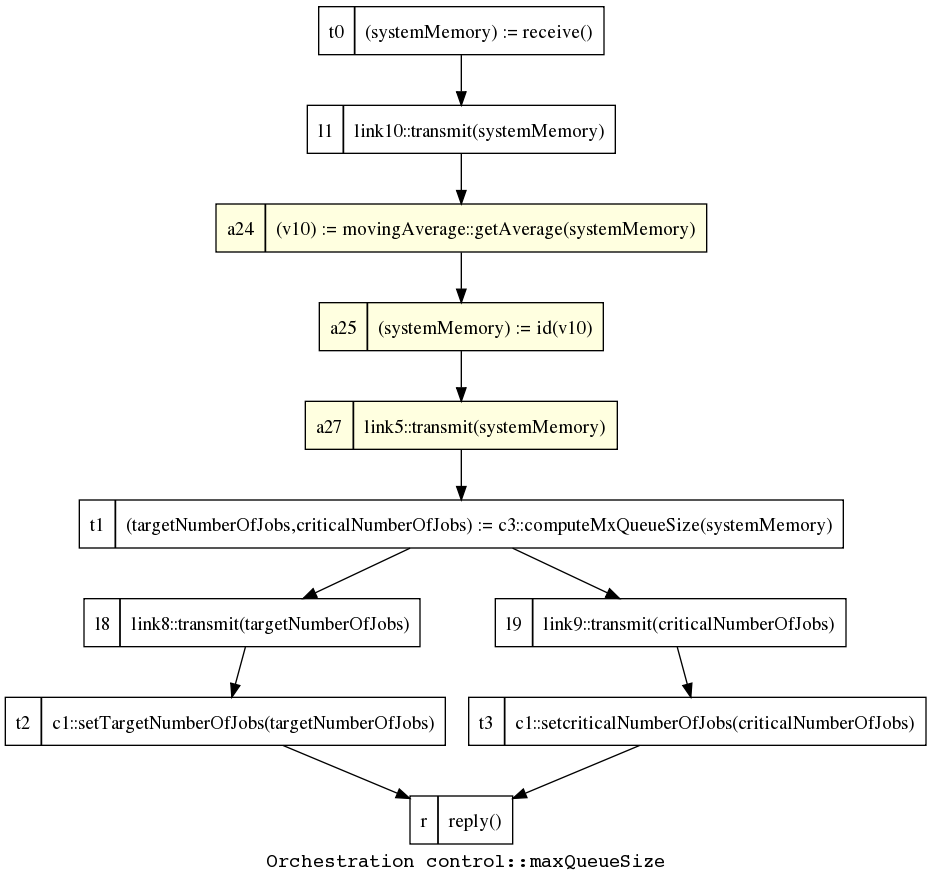 t0 (systemMemory) := receive()
l1 link10::transmit(systemMemory)
a24 (v10) := movingAverage::getAverage(systemMemory)
a25 (systemMemory) := id(v10)
a27 link5::transmit(systemMemory)
t1 (targetNumberOfJobs,criticalNumberOfJobs) := c3::computeMxQueueSize(systemMemory)
l8 link8::transmit(targetNumberOfJobs)
l9 link9::transmit(criticalNumberOfJobs)
t2 c1::setTargetNumberOfJobs(targetNumberOfJobs)
t3 c1::setcriticalNumberOfJobs(criticalNumberOfJobs)
r reply()
Orchestration control::maxQueueSize